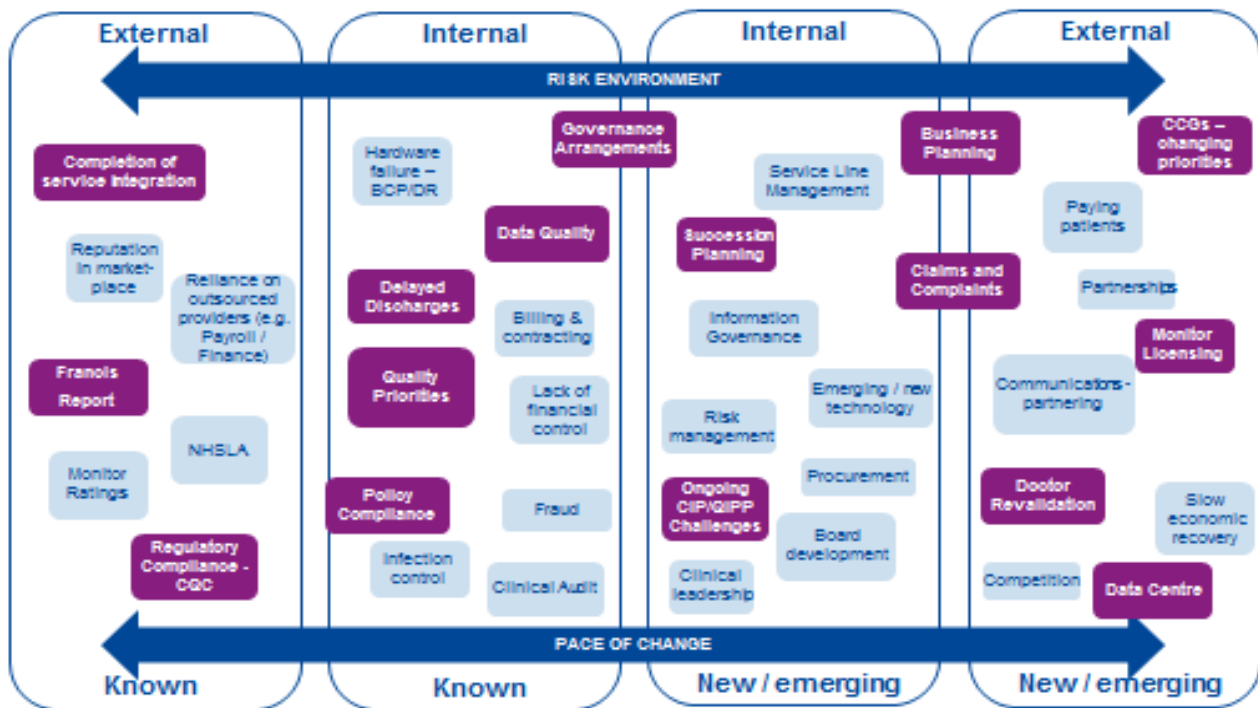 External
Internal
Internal
External
RISK ENVIRONMENT
Completion of
service Integration
Reputation
in market-
place
Reliance on
outsourced
providers (e.g.
Payroll /
Finance)
Francis
Report
NHSLA
Monitor
Ratings
Regulatory
Compliance -
CQC
Hardware
failure –
BCP/DR
Governance
Arrangements
Data Quality
Delayed
Discharges
Billing &
contracting
Quality
Priorities
Lack of
financial
control
Policy
Compliance
Fraud
Infection
control
Clinical Audit
Service Line
Management
Succession
Planning
Information
Governance
Emerging / new
technology
Risk
management
Procurement
Ongoing
CIP/QIPP
Challenges
Board
development
Clinical
leadership
Business
Planning
CCGs –
changing
priorities
Paying
patients
Claims and
Complaints
Partnerships
Monitor
Licensing
Communications -
partnering
Doctor
Revalidation
Slow
economic
recovery
Competition
Data Centre
PACE OF CHANGE
Known
Known
New / emerging
New / emerging